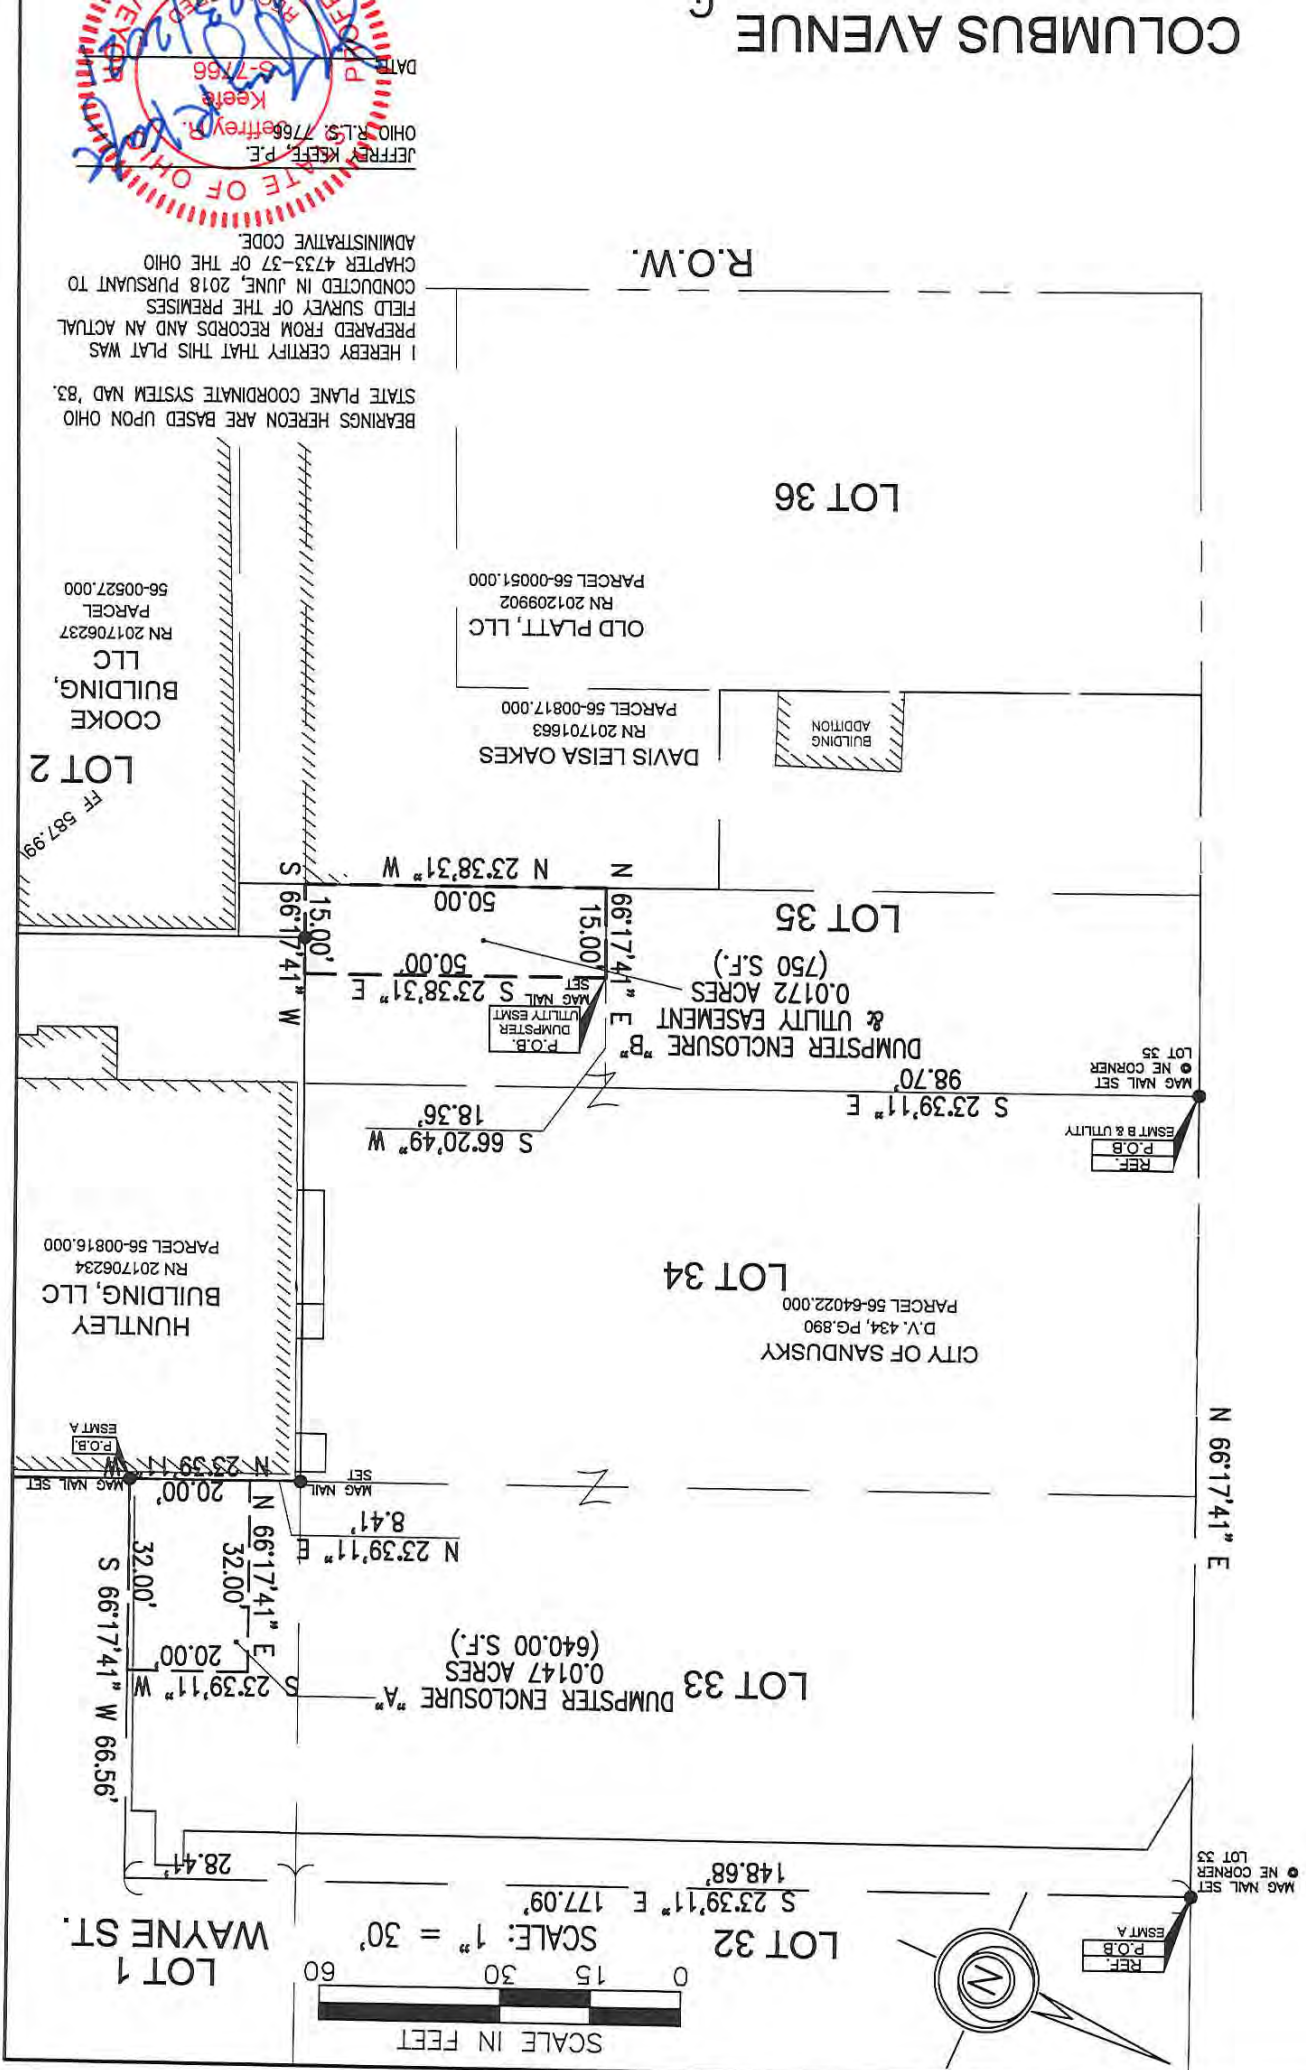 SCALE IN FEET
0 15 30 60
SCALE: 1" = 30'
REF.
P.O.B
ESMT A
MAG NAIL SET
@ NE CORNER
LOT 33
LOT 32
LOT 1
WAYNE ST.
S 23°39'11" E 177.09'
148.68'
28.41'
LOT 33
DUMPSTER ENCLOSURE "A"
0.0147 ACRES
(640.00 S.F.)
S 23°39'11" W
20.00'
N 66°17'41" E
32.00'
32.00'
S 66°17'41" W 66.56'
N 23°39'11" E
8.41'
MAG NAIL
SET
20.00'
N 23°39'11" W
MAG NAIL SET
P.O.B.
ESMT A
N 66°17'41" E
CITY OF SANDUSKY
D.V. 434, PG.890
PARCEL 56-64022.000
LOT 34
HUNTLEY
BUILDING, LLC
RN 201706234
PARCEL 56-00816.000
REF.
P.O.B
ESMT B & UTILITY
MAG NAIL SET
@ NE CORNER
LOT 35
S 23°39'11" E
98.70'
S 66°20'49" W
18.36'
P.O.B.
DUMPSTER
UTILITY ESMT
MAG NAIL
SET
DUMPSTER ENCLOSURE "B"
& UTILITY EASEMENT
0.0172 ACRES
(750 S.F.)
LOT 35
S 23°38'31" E
50.00'
N 66°17'41" E
15.00'
15.00'
S 66°17'41" W
50.00
N 23°38'31" W
FF 587.99
LOT 2
COOKE
BUILDING,
LLC
RN 201706237
PARCEL
56-00527.000
BUILDING
ADDITION
DAVIS LEISA OAKES
RN 201701663
PARCEL 56-00817.000
OLD PLATT, LLC
RN 201209902
PARCEL 56-00051.000
LOT 36
BEARINGS HEREON ARE BASED UPON OHIO
STATE PLANE COORDINATE SYSTEM NAD '83.
I HEREBY CERTIFY THAT THIS PLAT WAS
PREPARED FROM RECORDS AND AN ACTUAL
FIELD SURVEY OF THE PREMISES
CONDUCTED IN JUNE, 2018 PURSUANT TO
CHAPTER 4733-37 OF THE OHIO
ADMINISTRATIVE CODE.
R.O.W.
JEFFREY KEEFE, P.E.
OHIO R.L.S. 7766
DATE
STATE OF OHIO
Jeffrey R.
Keefe
S-7766
COLUMBUS AVENUE